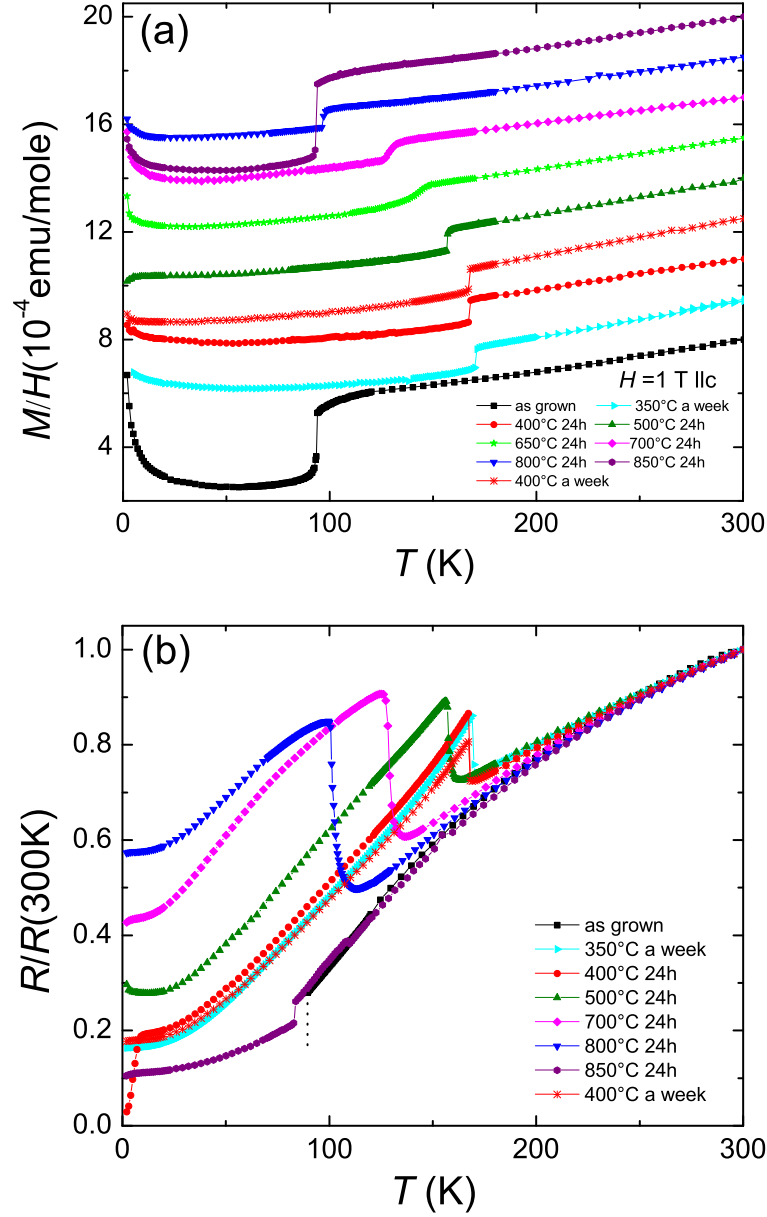 (a)
20
16
12
8
4
M/H(10⁻⁴emu/mole)
H =1 T llc
as grown
350°C a week
400°C 24h
500°C 24h
650°C 24h
700°C 24h
800°C 24h
850°C 24h
400°C a week
0 100 200 300
T (K)
(b)
1.0
0.8
0.6
0.4
0.2
0.0
R/R(300K)
as grown
350°C a week
400°C 24h
500°C 24h
700°C 24h
800°C 24h
850°C 24h
400°C a week
0 100 200 300
T (K)